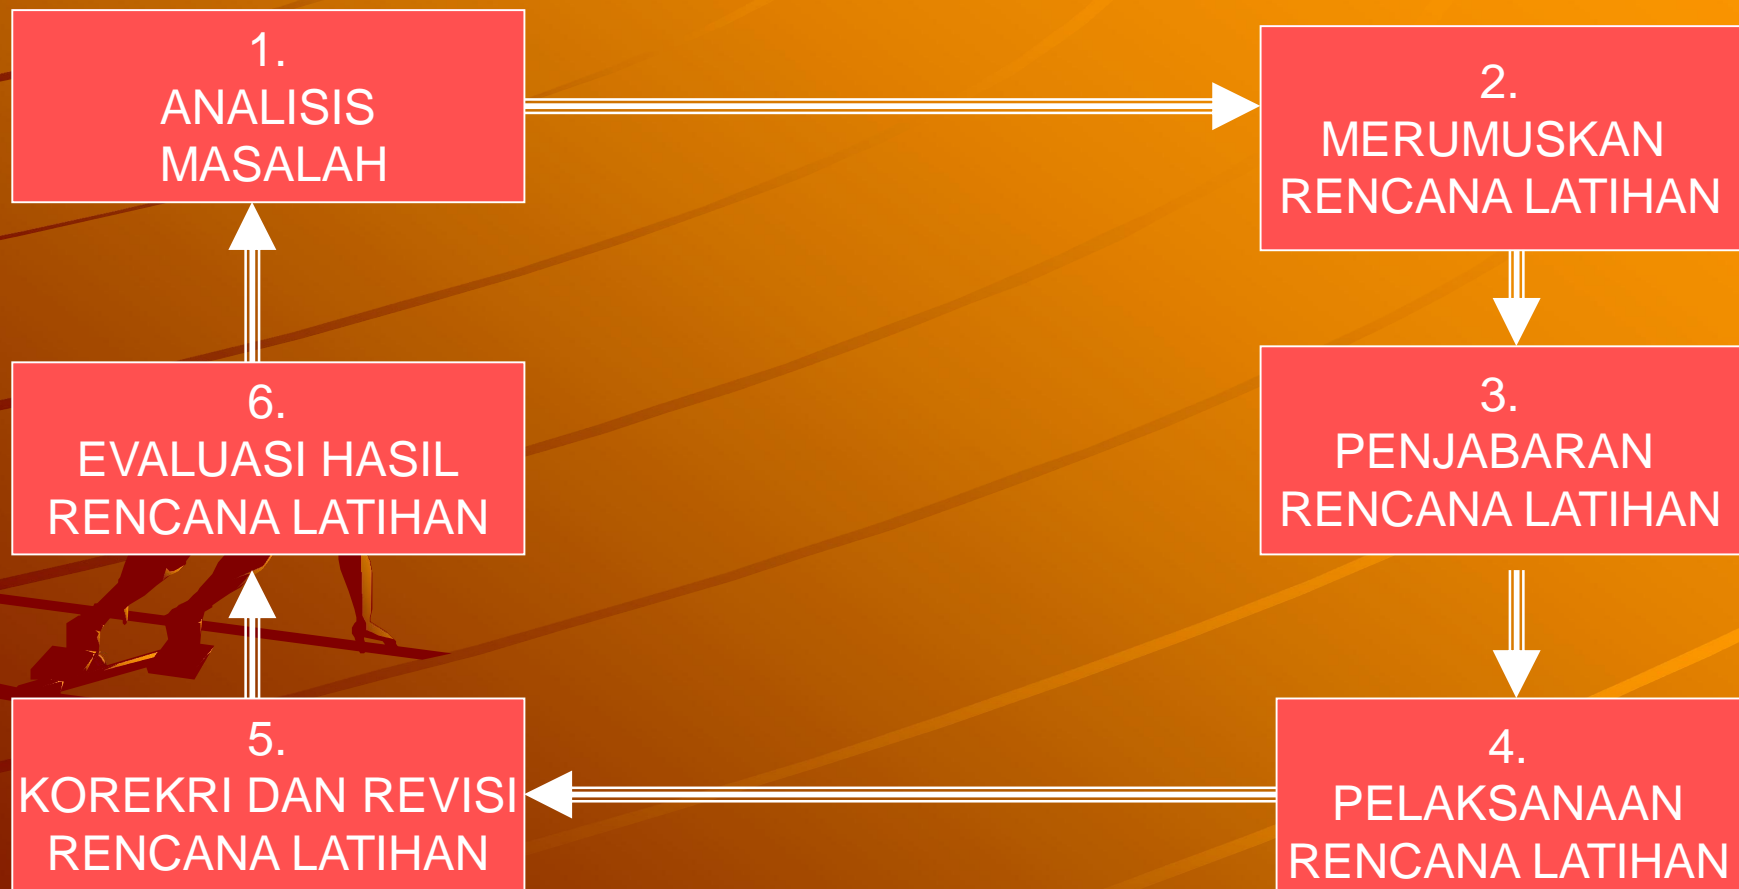 1.
ANALISIS
MASALAH
2.
MERUMUSKAN
RENCANA LATIHAN
3.
PENJABARAN
RENCANA LATIHAN
4.
PELAKSANAAN
RENCANA LATIHAN
5.
KOREKRI DAN REVISI
RENCANA LATIHAN
6.
EVALUASI HASIL
RENCANA LATIHAN